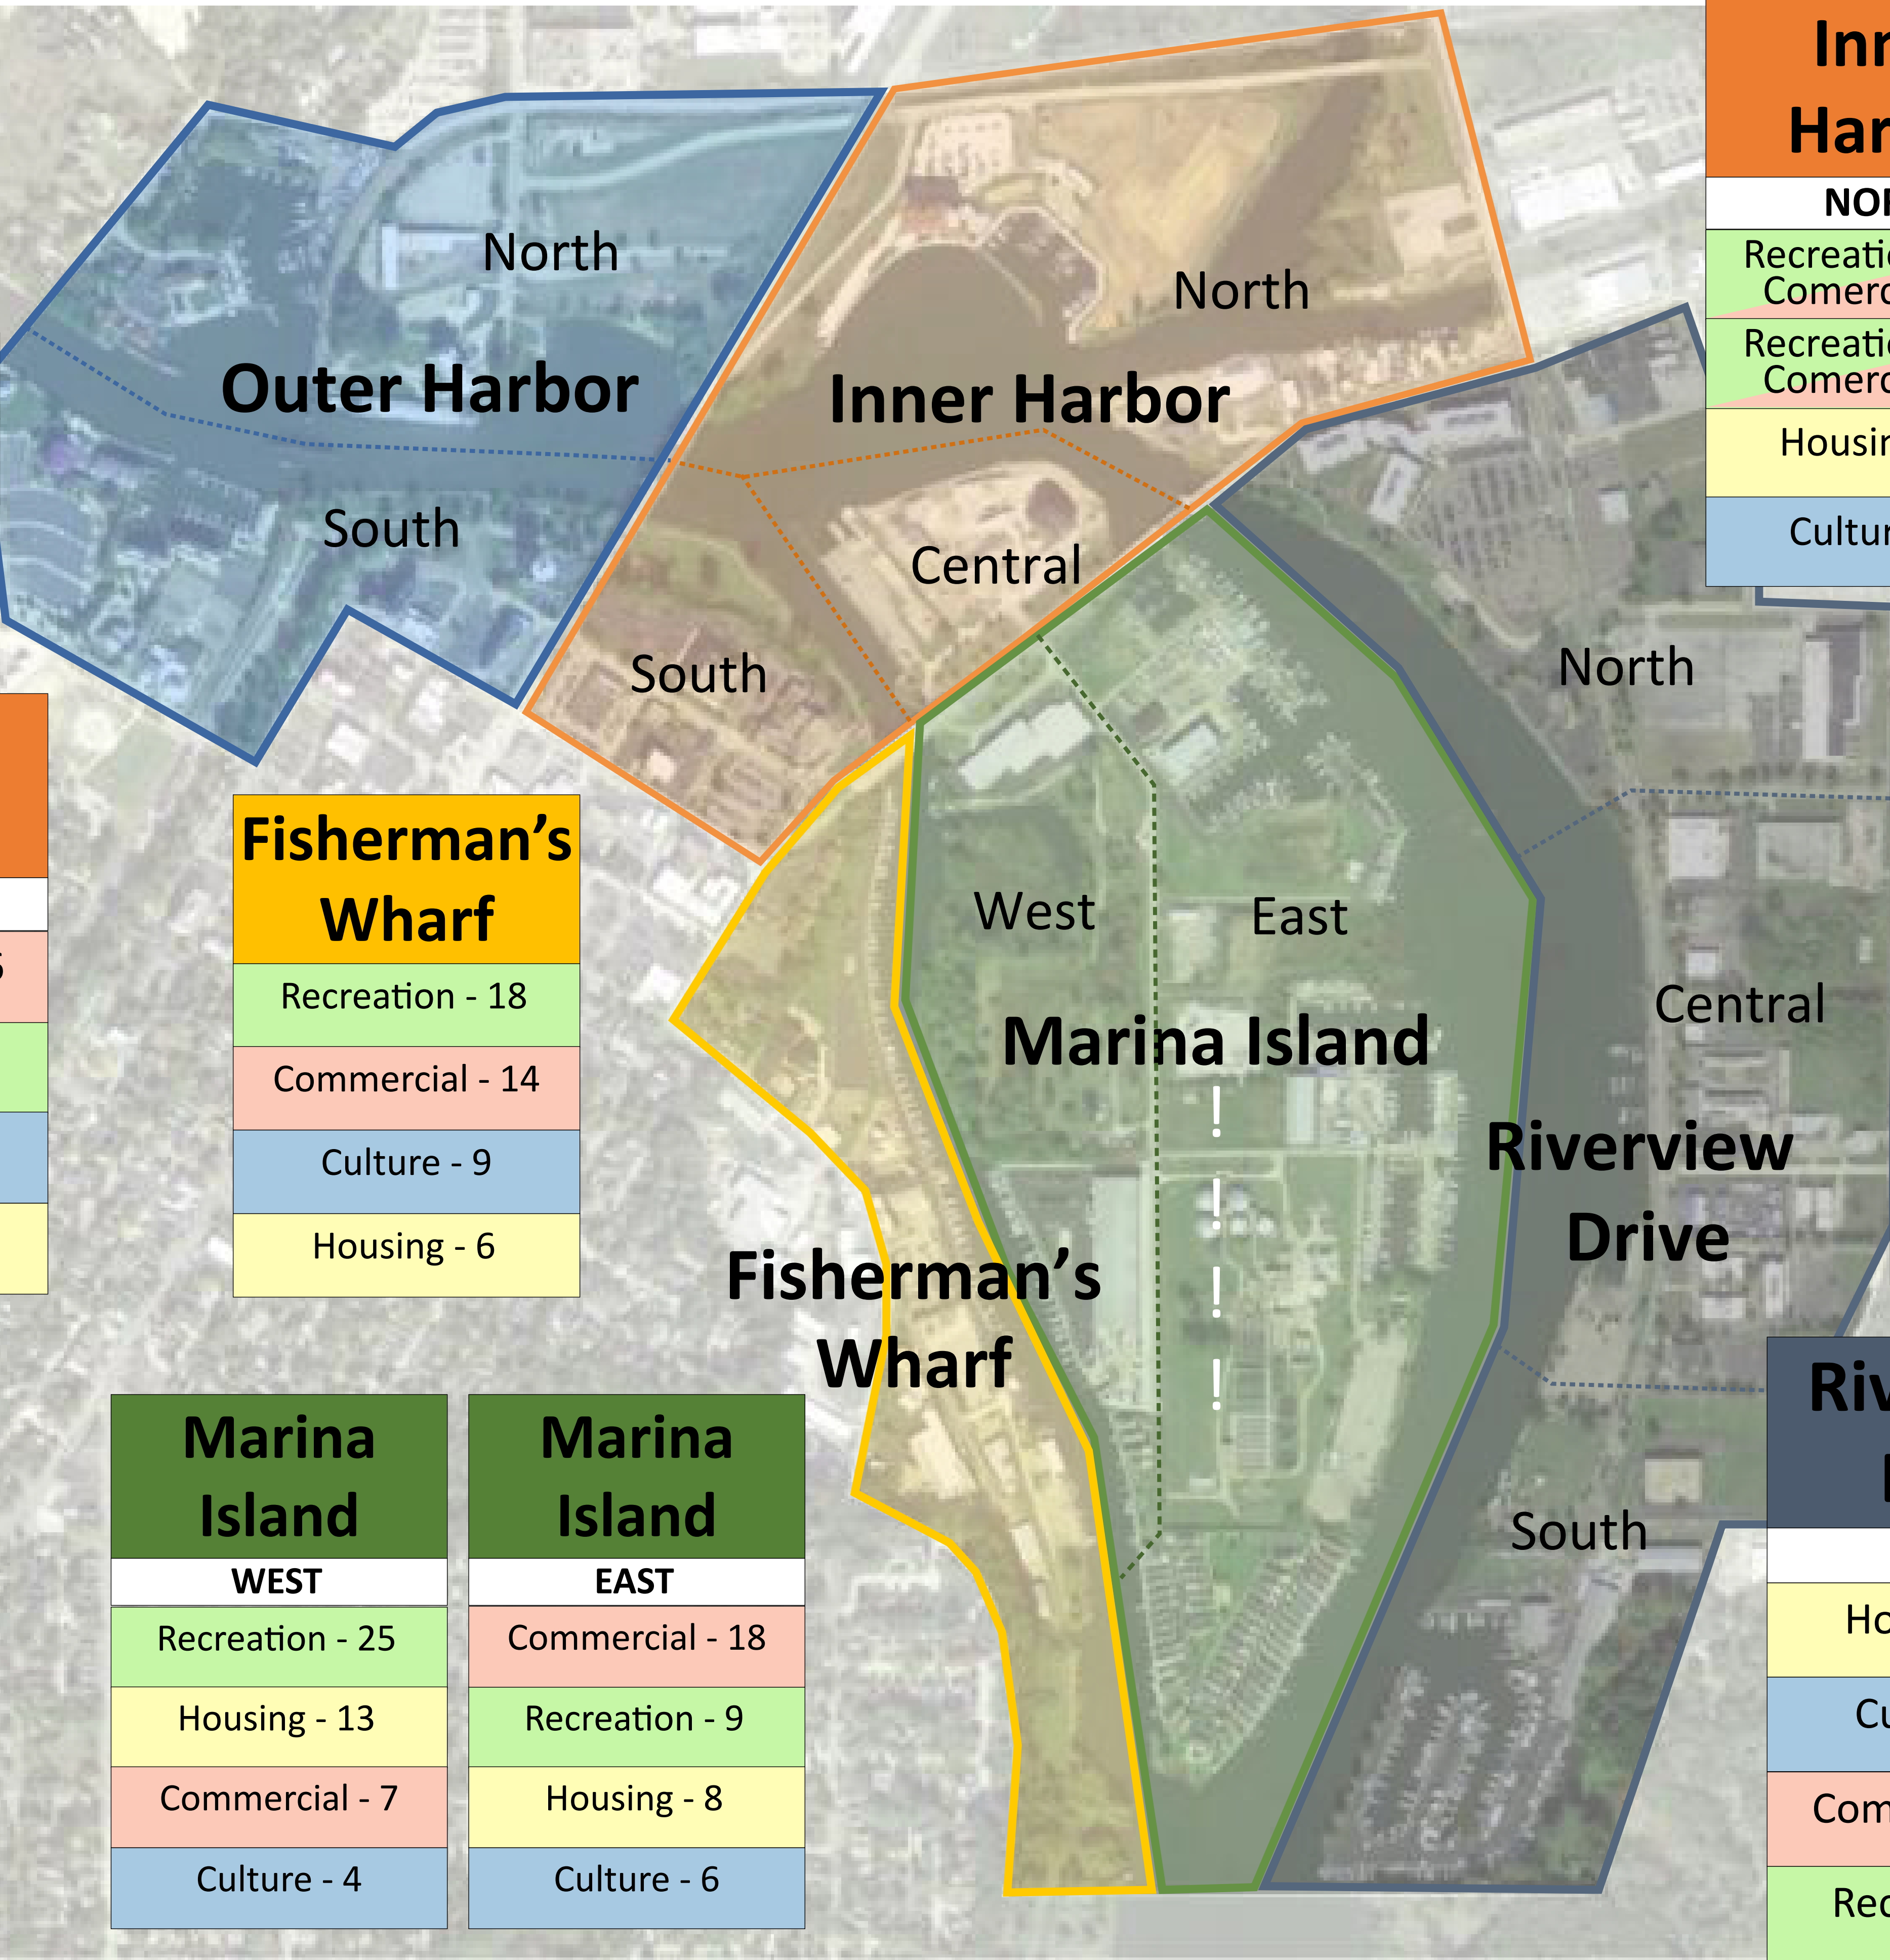 North
Outer Harbor
South
North
Inner Harbor
Central
South
North
Central
Riverview
Drive
South
West
East
Marina Island
!
!
!
!
Fisherman’s
Wharf
Fisherman’s
Wharf
Recreation - 18
Commercial - 14
Culture - 9
Housing - 6
Marina
Island
WEST
Recreation - 25
Housing - 13
Commercial - 7
Culture - 4
Marina
Island
EAST
Commercial - 18
Recreation - 9
Housing - 8
Culture - 6